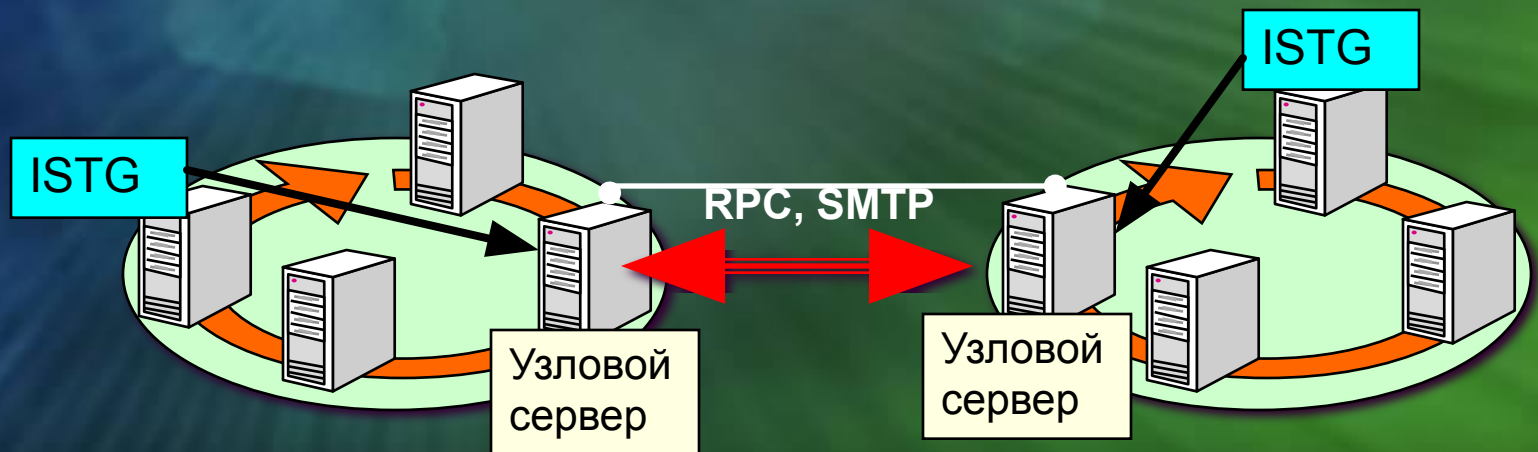 ISTG
ISTG
RPC, SMTP
Узловой
сервер
Узловой
сервер